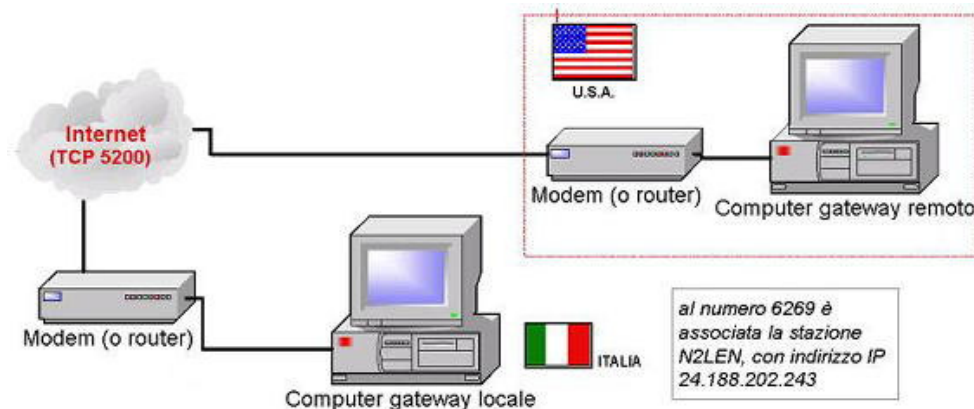 U.S.A.
Internet
(TCP 5200)
Modem (o router)
Computer gateway remoto
Modem (o router)
ITALIA
Computer gateway locale
al numero 6269 è
associata la stazione
N2LEN, con indirizzo IP
24.188.202.243